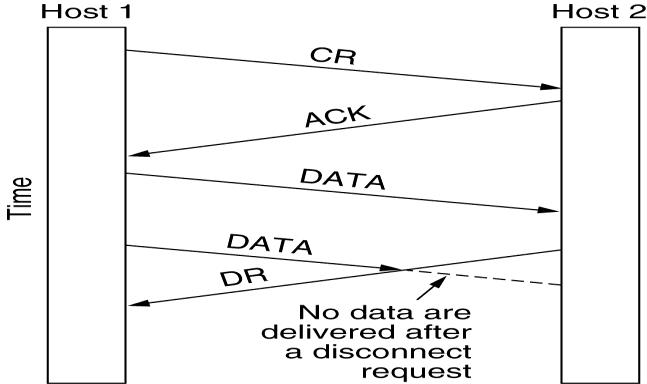 Host 1
Host 2
CR
ACK
DATA
DATA
DR
Time
No data are
delivered after
a disconnect
request